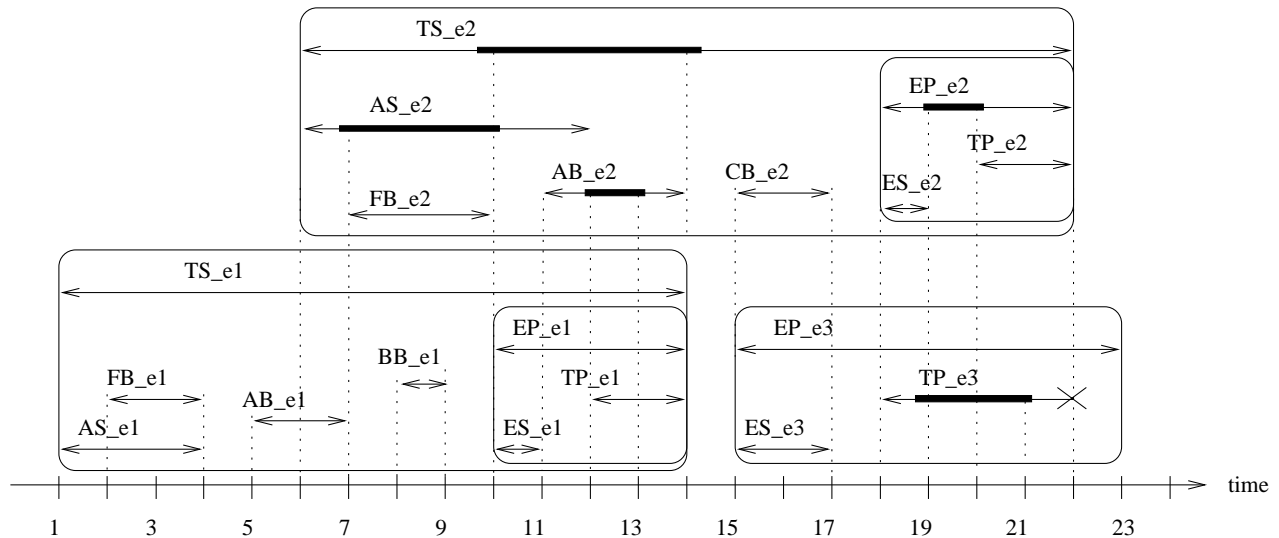 TS_e2
EP_e2
AS_e2
TP_e2
AB_e2
CB_e2
ES_e2
FB_e2
TS_e1
EP_e1
EP_e3
BB_e1
FB_e1
TP_e1
TP_e3
AB_e1
AS_e1
ES_e1
ES_e3
time
1 3 5 7 9 11 13 15 17 19 21 23